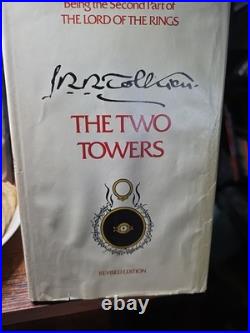 Being the Second Part of
THE LORD OF THE RINGS
J.R.R. Tolkien
THE TWO
TOWERS
REVISED EDITION